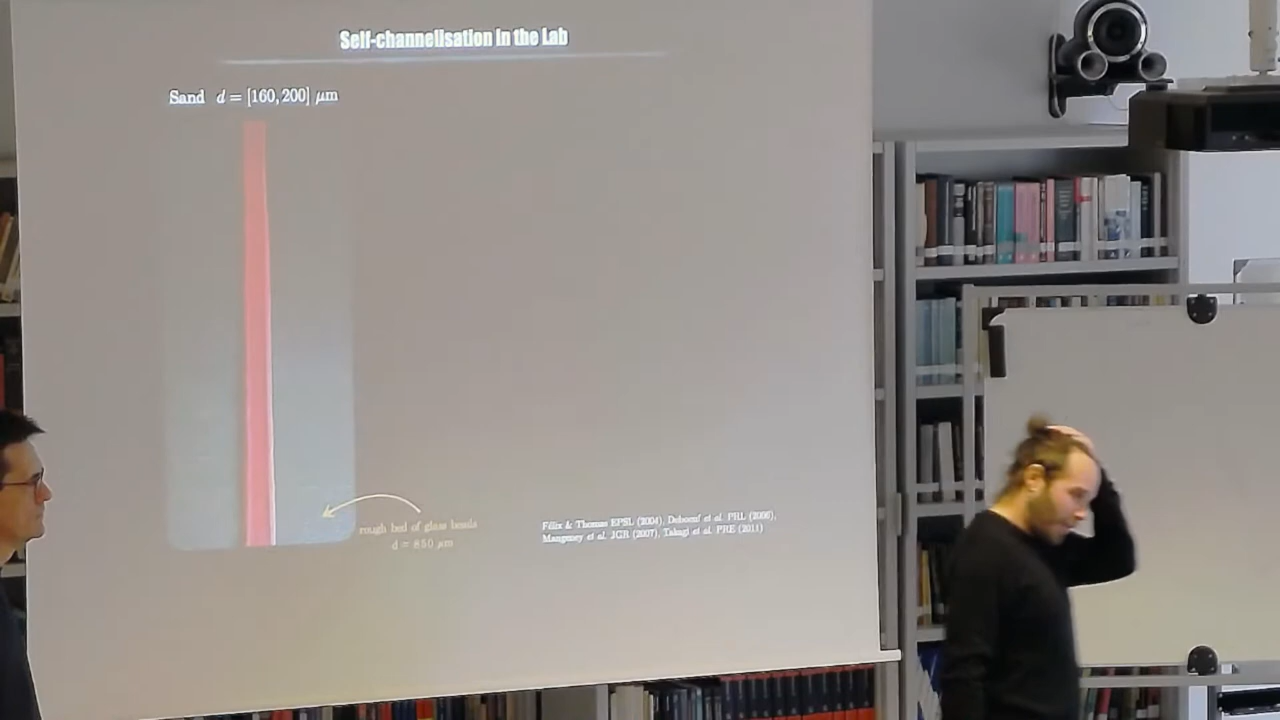 Self-channelisation in the Lab
Sand d = [160, 200] μm
rough bed of glass beads
d = 850 μm
Félix & Thomas EPSL (2004), Deboeuf et al. PRL (2006),
Mangeney et al. JGR (2007), Takagi et al. PRE (2011)